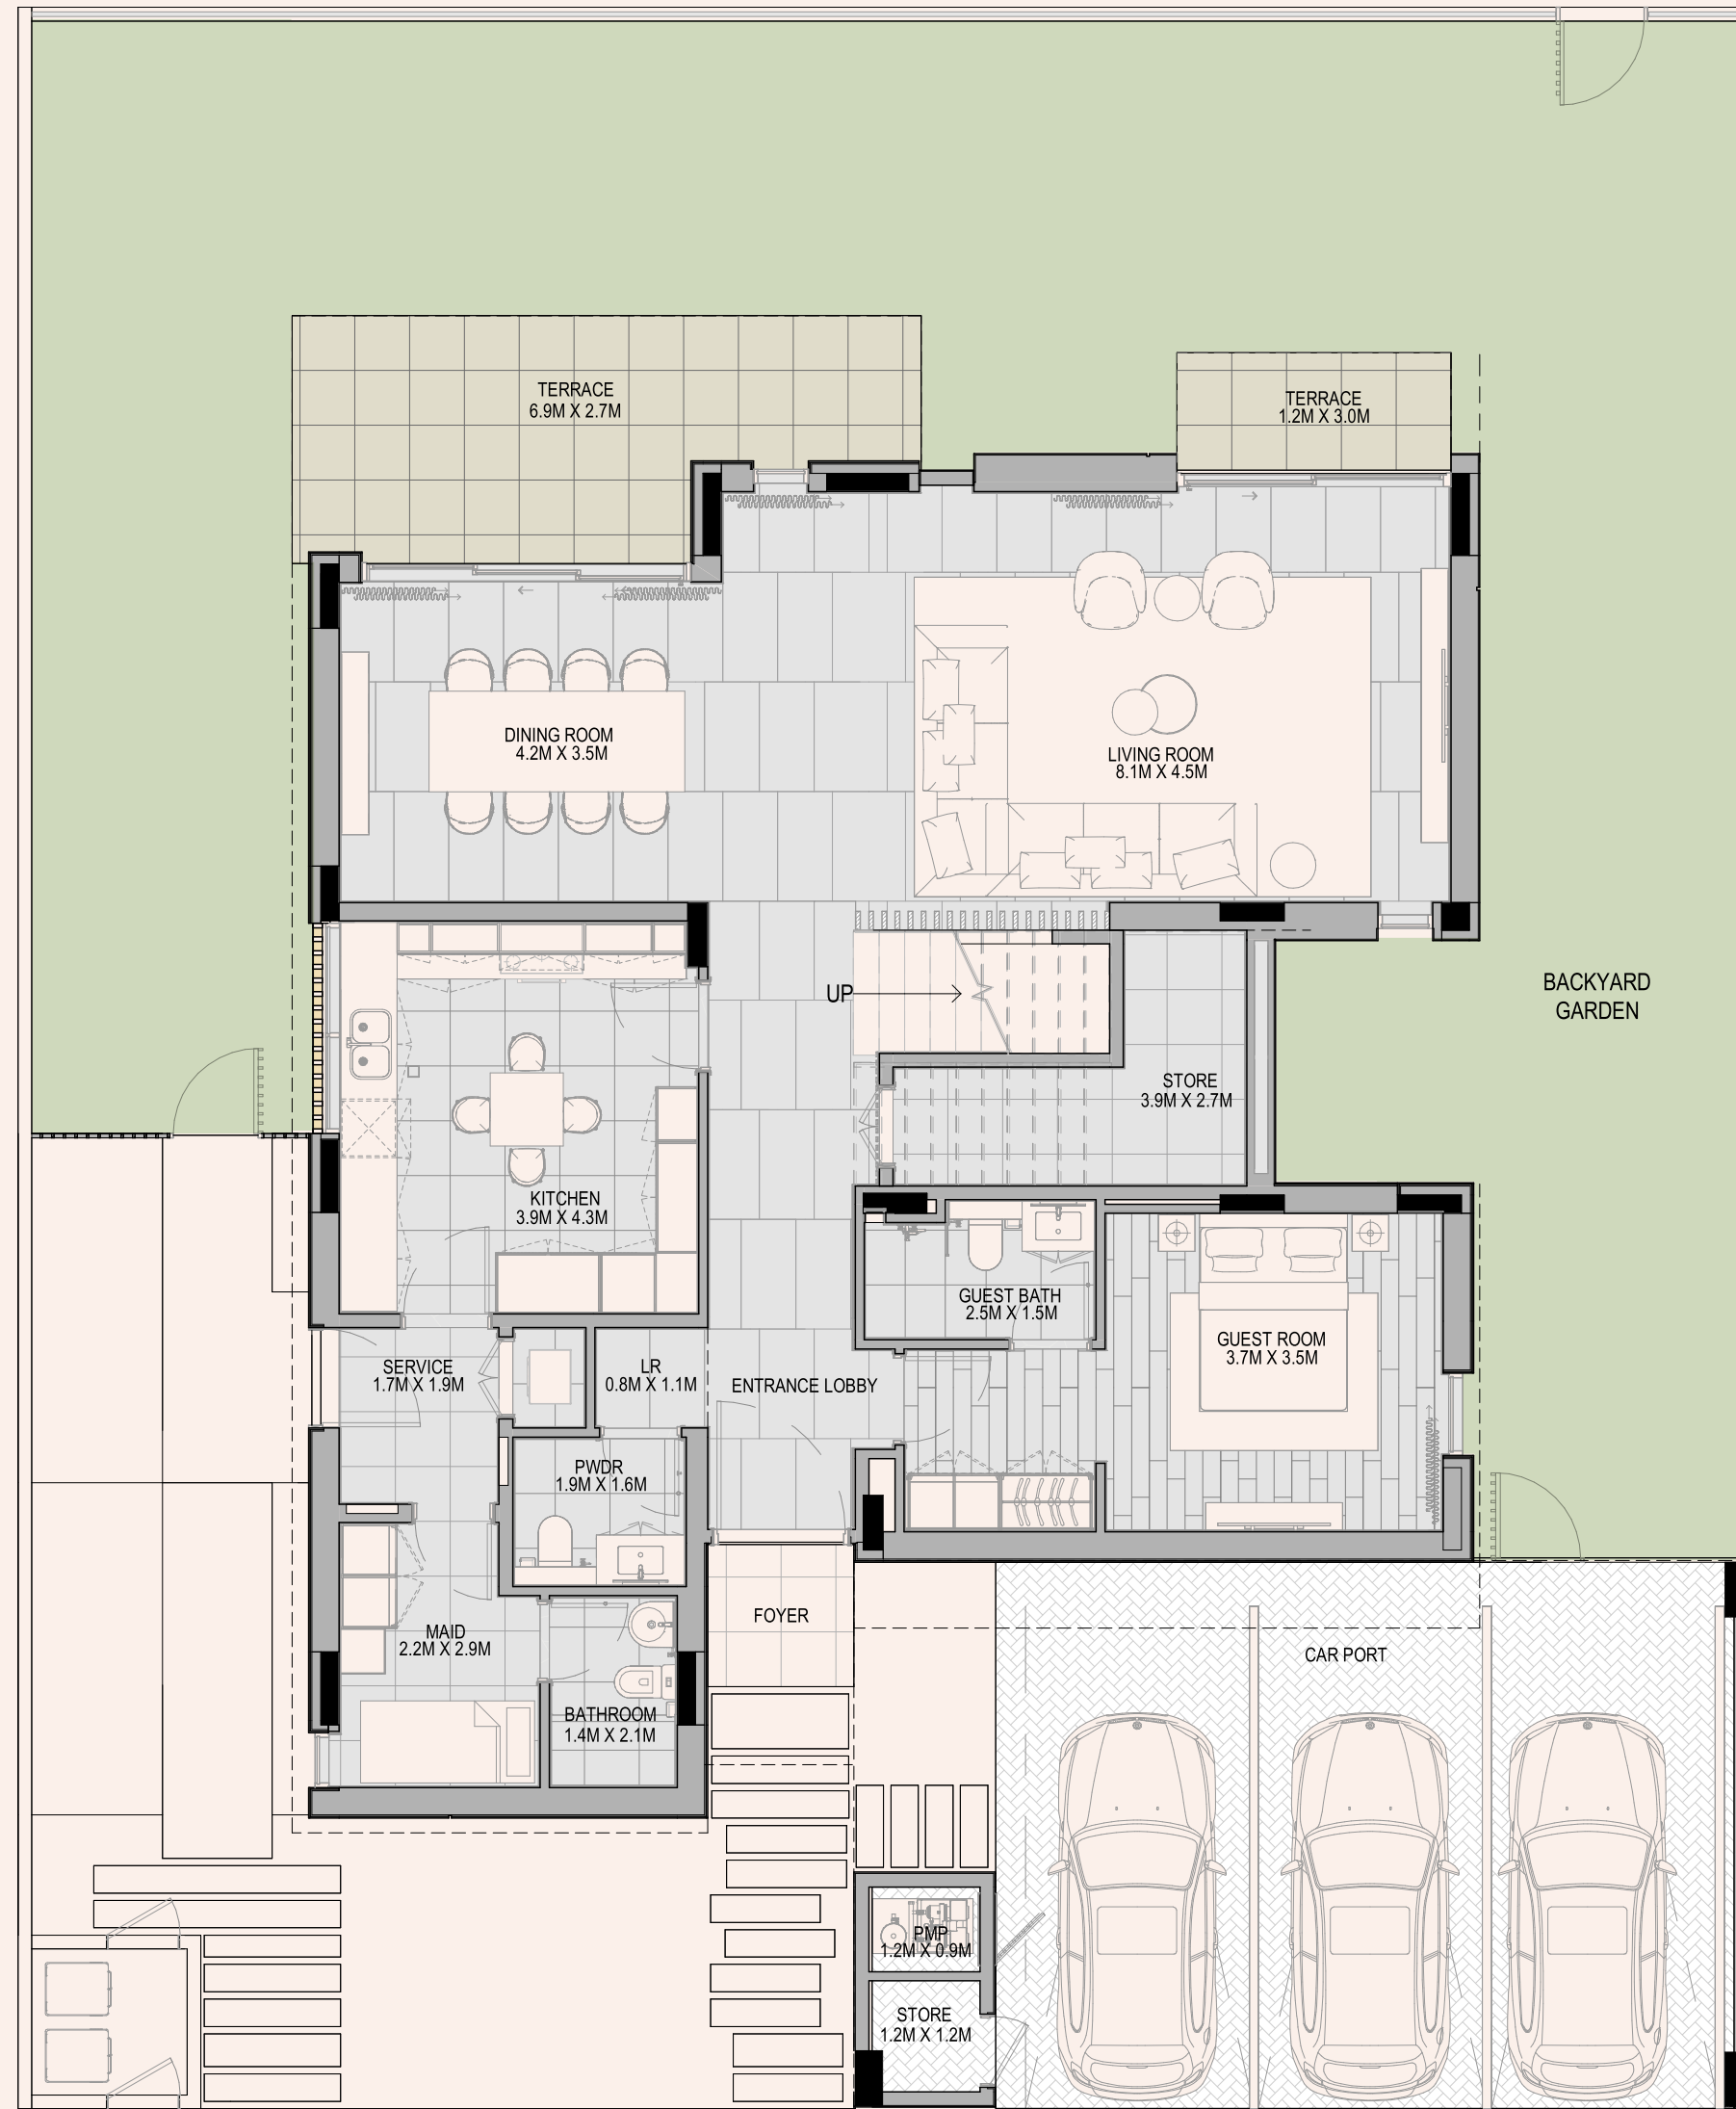 TERRACE
6.9M X 2.7M
TERRACE
1.2M X 3.0M
DINING ROOM
4.2M X 3.5M
LIVING ROOM
8.1M X 4.5M
UP
BACKYARD
GARDEN
STORE
3.9M X 2.7M
KITCHEN
3.9M X 4.3M
GUEST BATH
2.5M X 1.5M
GUEST ROOM
3.7M X 3.5M
SERVICE
1.7M X 1.9M
LR
0.8M X 1.1M
ENTRANCE LOBBY
PWDR
1.9M X 1.6M
FOYER
MAID
2.2M X 2.9M
CAR PORT
BATHROOM
1.4M X 2.1M
PMP
1.2M X 0.9M
STORE
1.2M X 1.2M